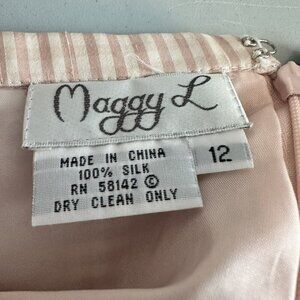 Maggy L
MADE IN CHINA
100% SILK
RN 58142 ©
DRY CLEAN ONLY
12